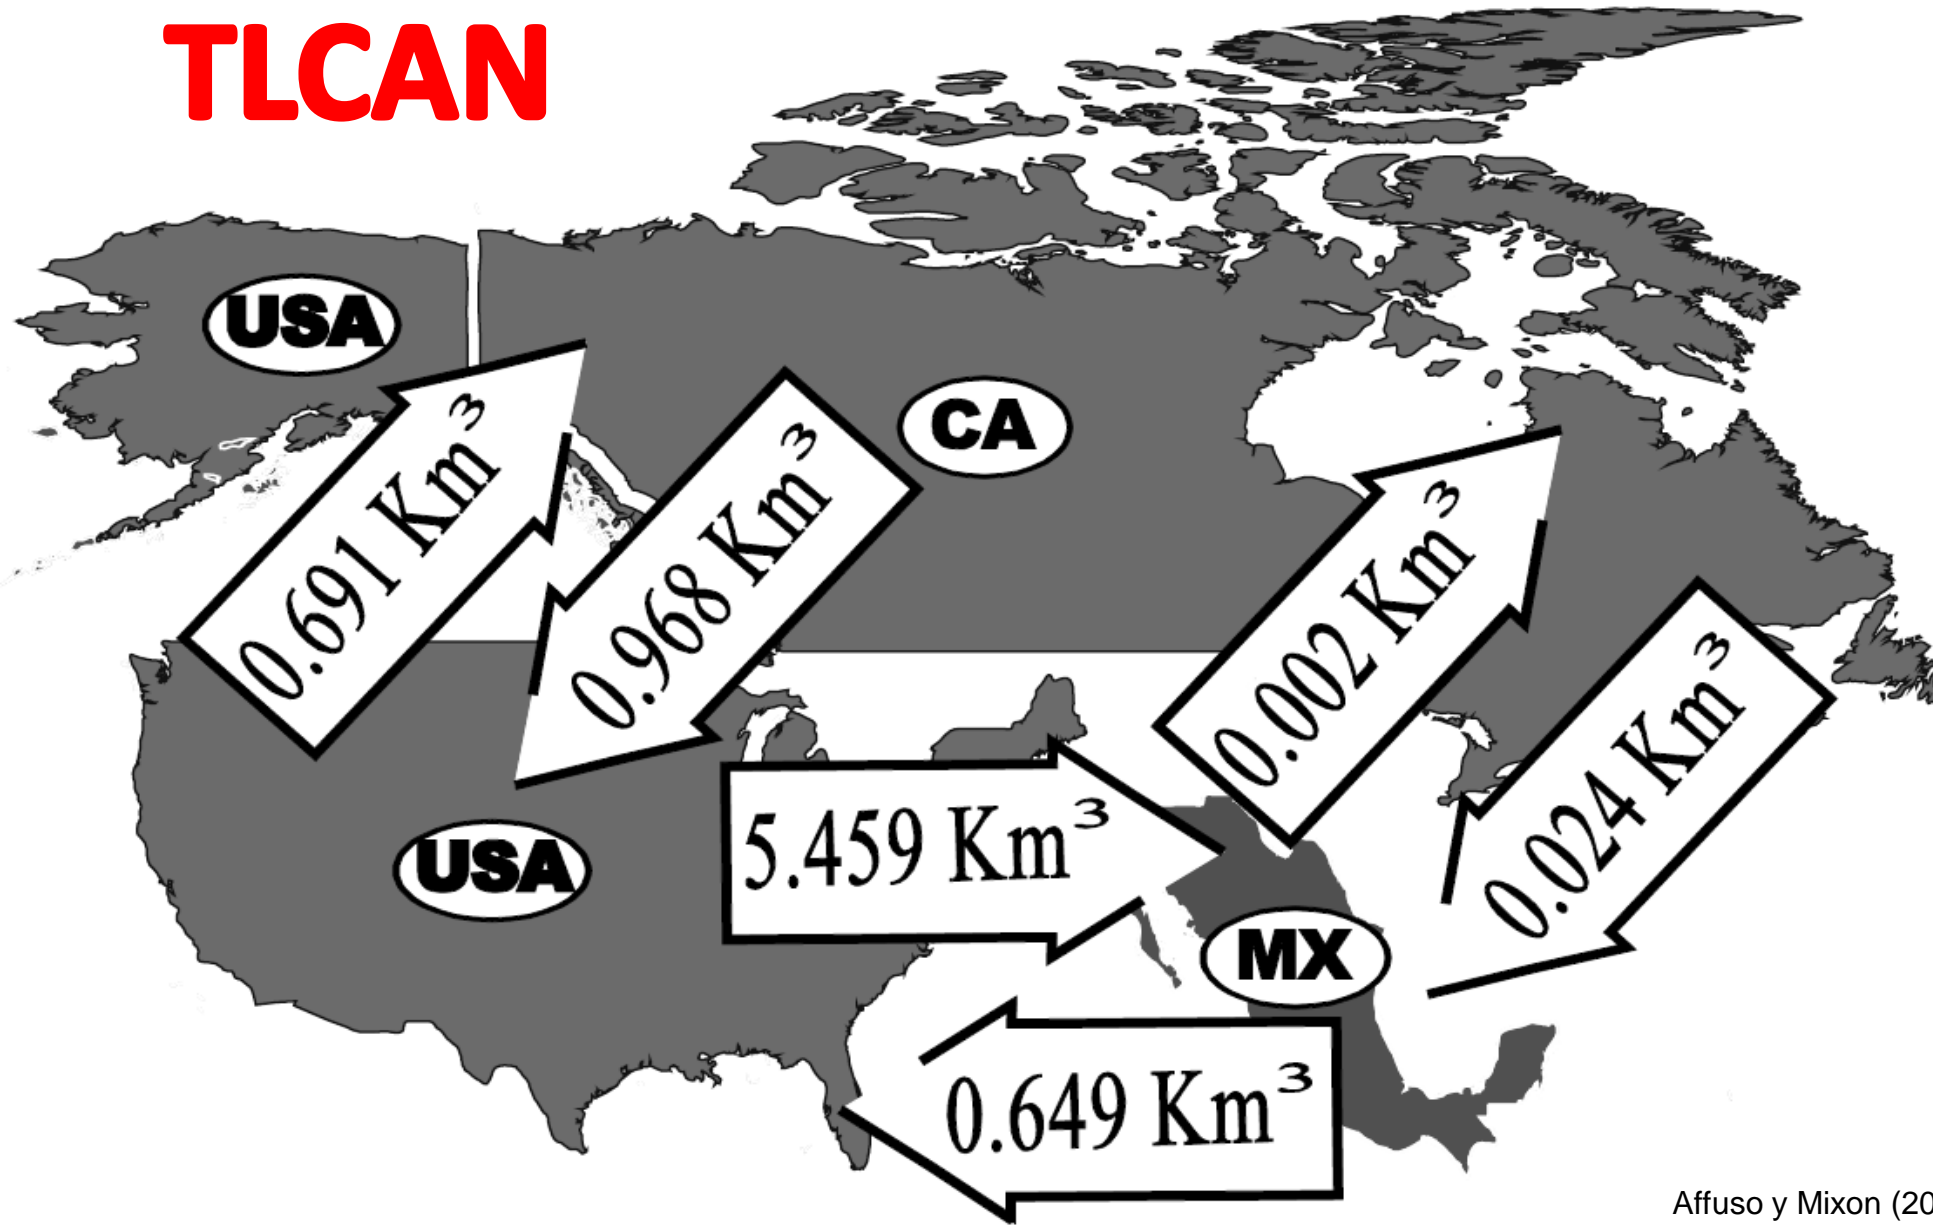 TLCAN
USA
CA
0.691 Km³
0.968 Km³
0.002 Km³
0.024 Km³
5.459 Km³
USA
MX
0.649 Km³
Affuso y Mixon (20